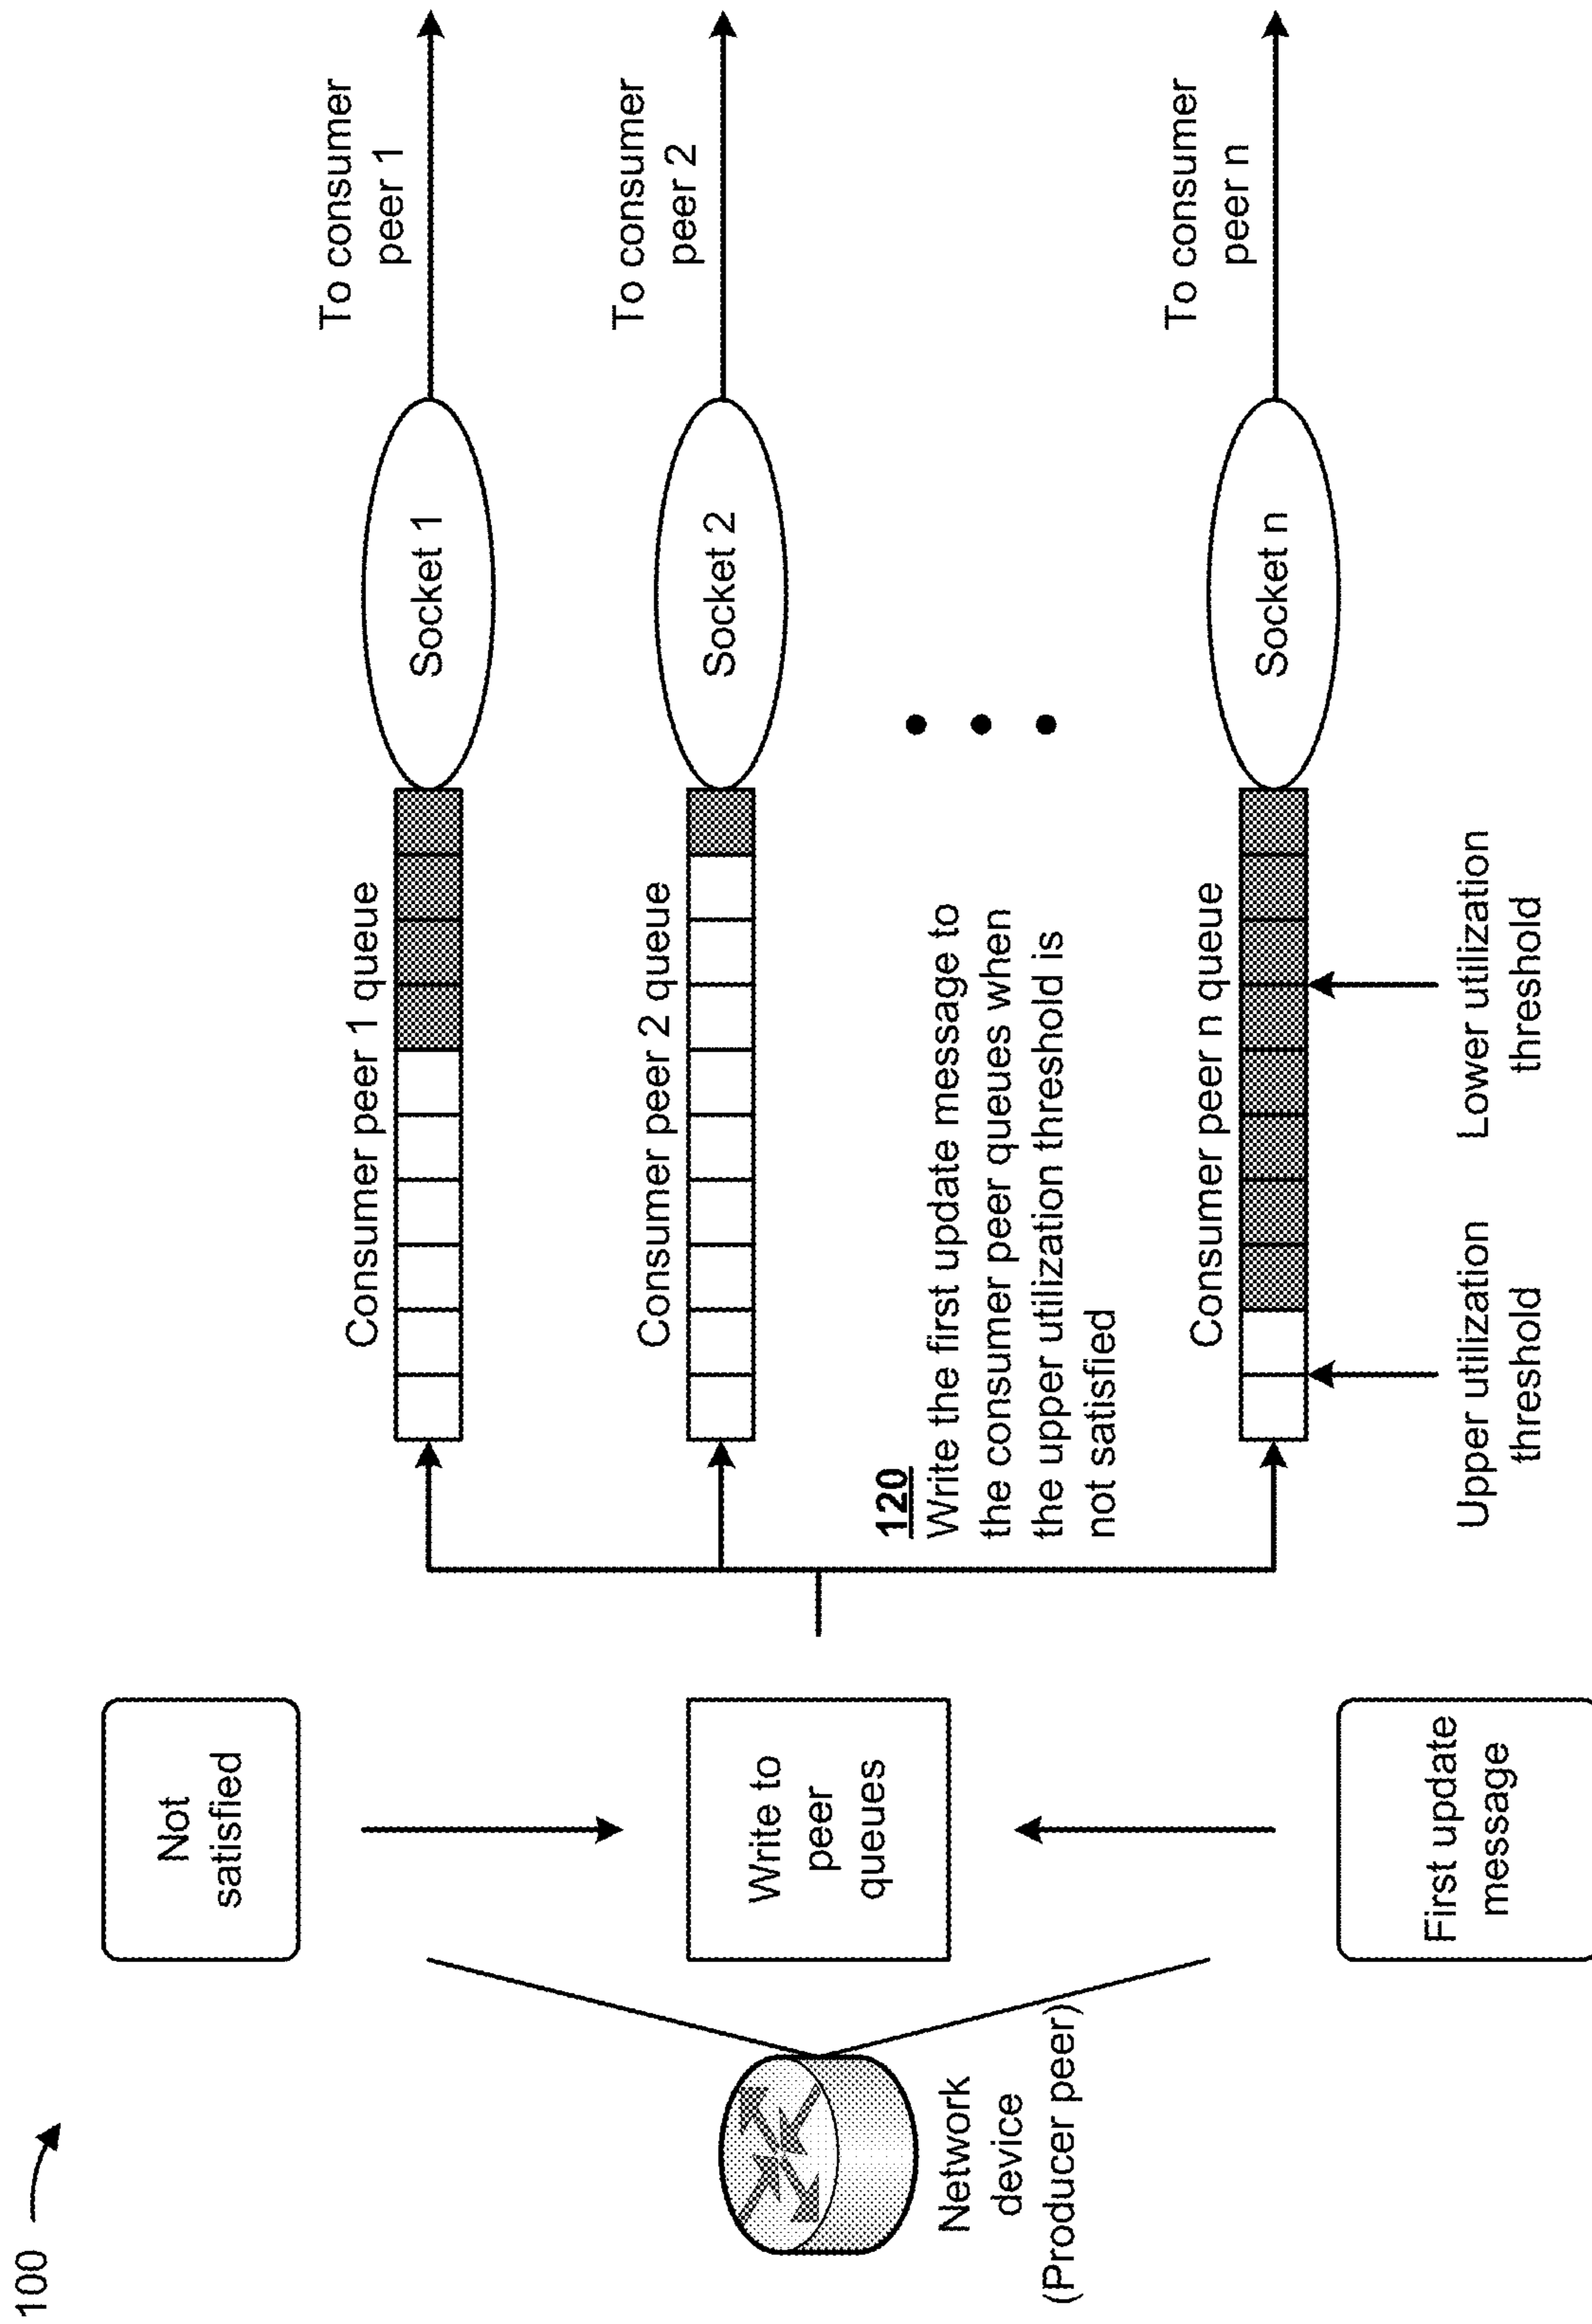 100
Not
satisfied
Write to
peer
queues
First update
message
Network
device
(Producer peer)
Consumer peer 1 queue
Socket 1
To consumer
peer 1
Consumer peer 2 queue
Socket 2
To consumer
peer 2
120
Write the first update message to
the consumer peer queues when
the upper utilization threshold is
not satisfied
Consumer peer n queue
Socket n
To consumer
peer n
Upper utilization
threshold
Lower utilization
threshold